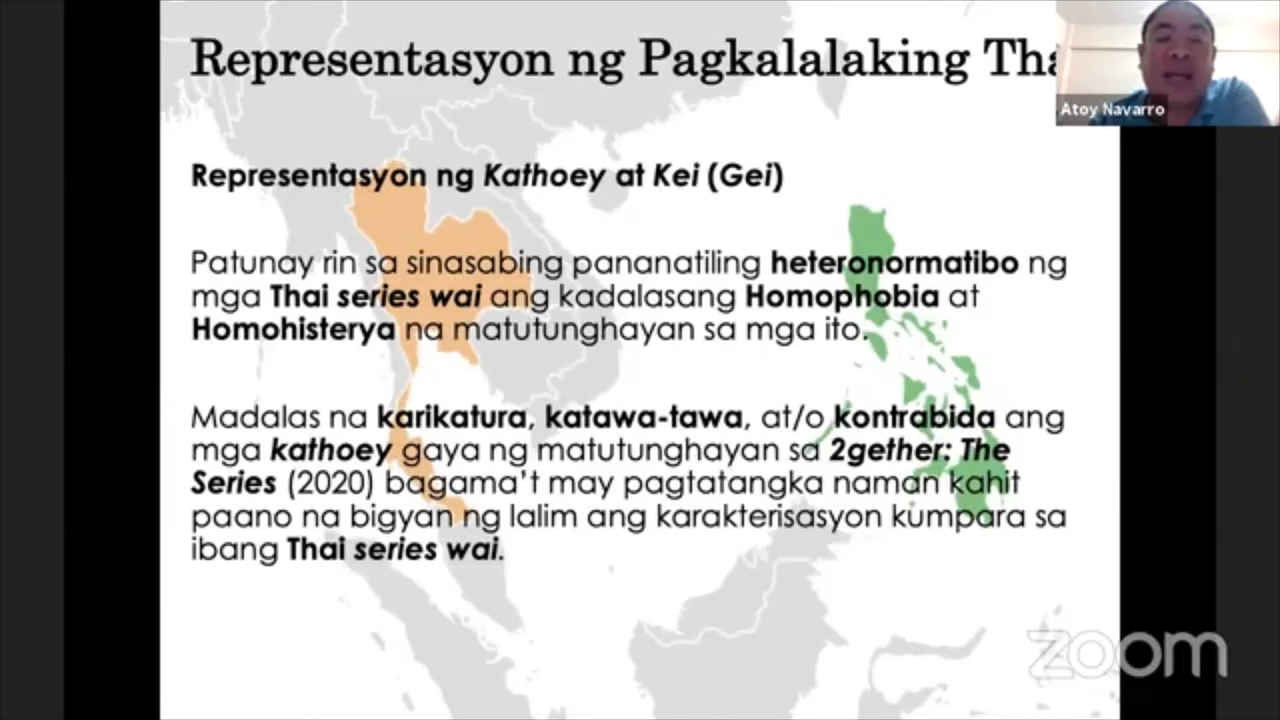 Representasyon ng Pagkalalaking
Atoy Navarro
Representasyon ng Kathoey at Kei (Gei)
Patunay rin sa sinasabing pananatiling heteronormatibo ng
mga Thai series wai ang kadalasang Homophobia at
Homohisterya na matutunghayan sa mga ito.
Madalas na karikatura, katawa-tawa, at/o kontrabida ang
mga kathoey gaya ng matutunghayan sa 2gether: The
Series (2020) bagama't may pagtatangka naman kahit
paano na bigyan ng lalim ang karakterisasyon kumpara sa
ibang Thai series wai.
zoom